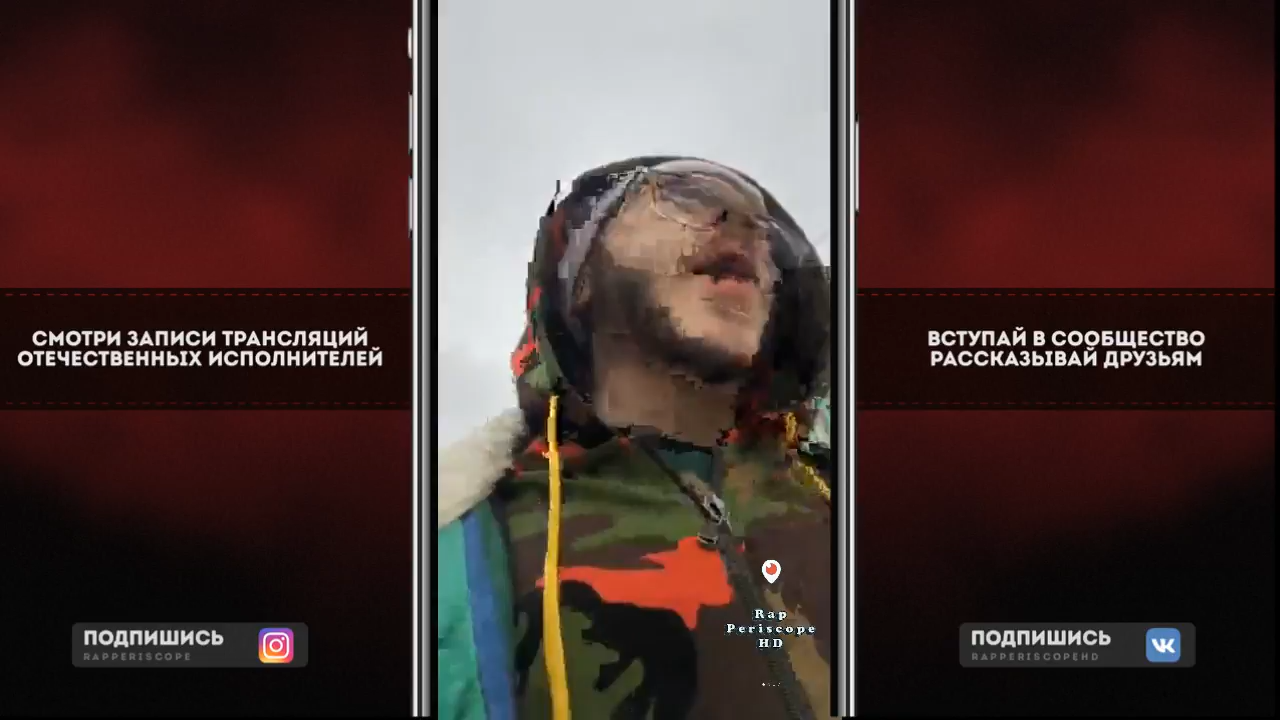 СМОТРИ ЗАПИСИ ТРАНСЛЯЦИЙ
ОТЕЧЕСТВЕННЫХ ИСПОЛНИТЕЛЕЙ
ВСТУПАЙ В СООБЩЕСТВО
РАССКАЗЫВАЙ ДРУЗЬЯМ
Rap
Periscope
HD
ПОДПИШИСЬ
RAPPERISCOPE
ПОДПИШИСЬ
RAPPERISCOPEHD